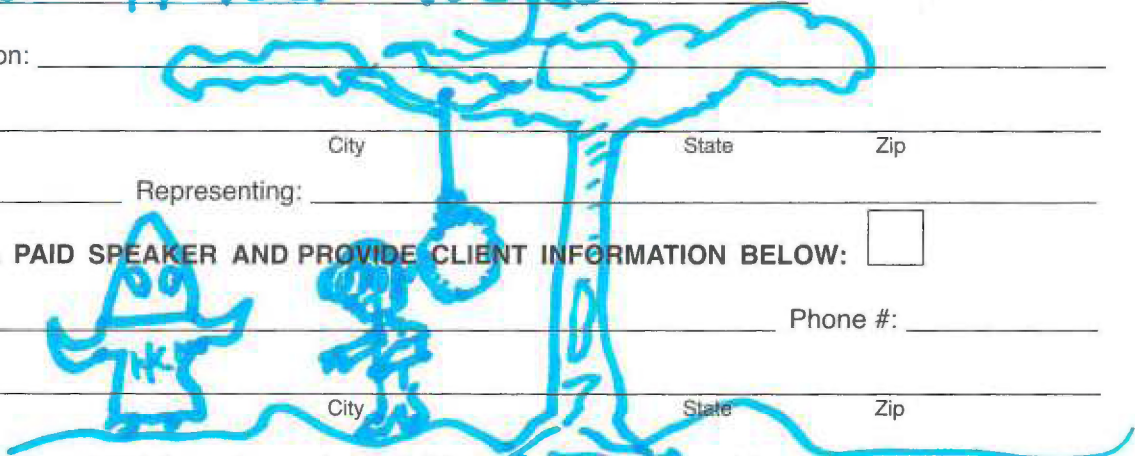 on:
City State Zip
Representing:
PAID SPEAKER AND PROVIDE CLIENT INFORMATION BELOW:
Phone #:
City State Zip